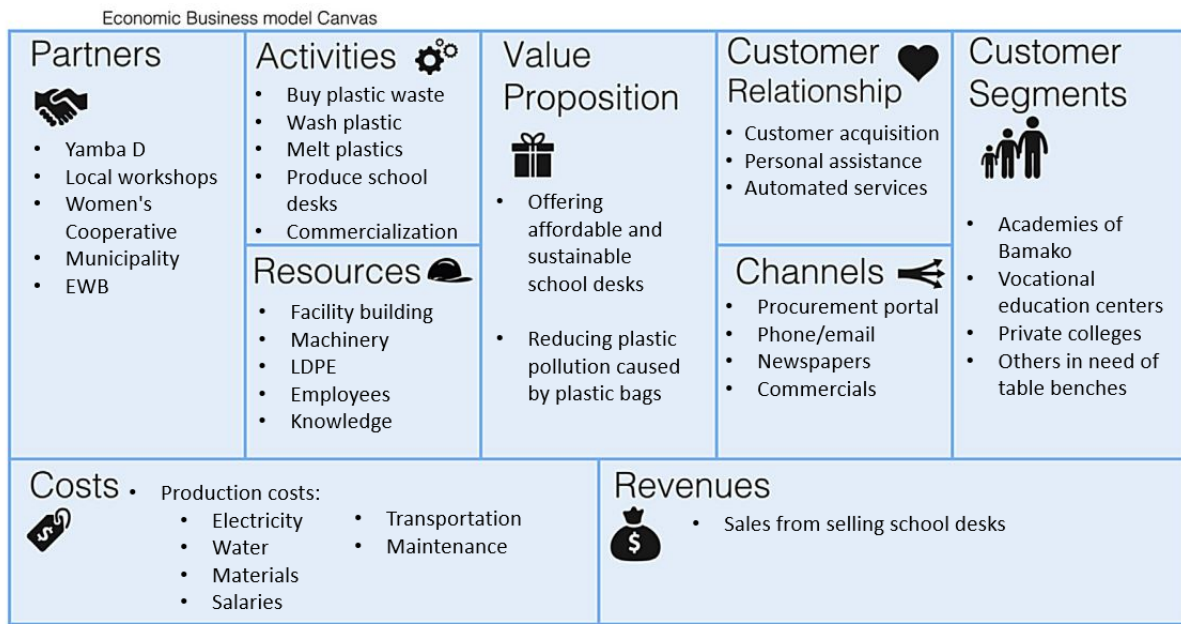 Economic Business model Canvas
Partners
• Yamba D
• Local workshops
• Women's
Cooperative
• Municipality
• EWB
Activities
• Buy plastic waste
• Wash plastic
• Melt plastics
• Produce school
desks
• Commercialization
Resources
• Facility building
• Machinery
• LDPE
• Employees
• Knowledge
Value
Proposition
• Offering
affordable and
sustainable
school desks
• Reducing plastic
pollution caused
by plastic bags
Customer
Relationship
• Customer acquisition
• Personal assistance
• Automated services
Channels
• Procurement portal
• Phone/email
• Newspapers
• Commercials
Customer
Segments
• Academies of
Bamako
• Vocational
education centers
• Private colleges
• Others in need of
table benches
Costs
$
• Production costs:
• Electricity
• Water
• Materials
• Salaries
• Transportation
• Maintenance
Revenues
$
• Sales from selling school desks